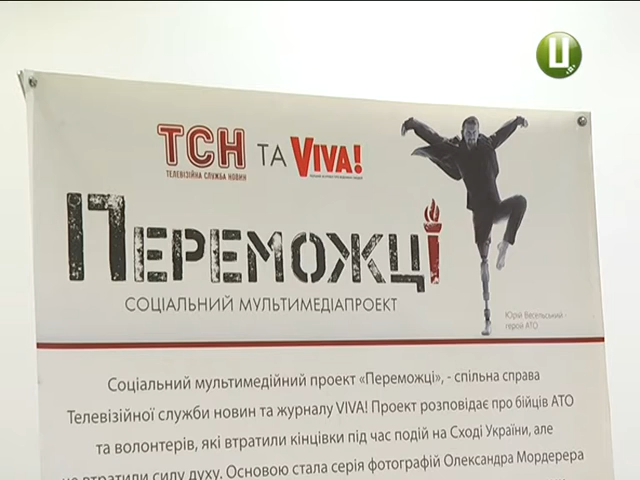 Ц
ТСН ТА VIVA!
ТЕЛЕВІЗІЙНА СЛУЖБА НОВИН
ПЕРЕМОЖЦІ
СОЦІАЛЬНИЙ МУЛЬТИМЕДІАПРОЕКТ
Юрій Весельський -
герой АТО
Соціальний мультимедійний проект «Переможці», - спільна справа
Телевізійної служби новин та журналу VIVA! Проект розповідає про бійців АТО
та волонтерів, які втратили кінцівки під час подій на Сході України, але
не втратили силу духу. Основою стала серія фотографій Олександра Мордерера